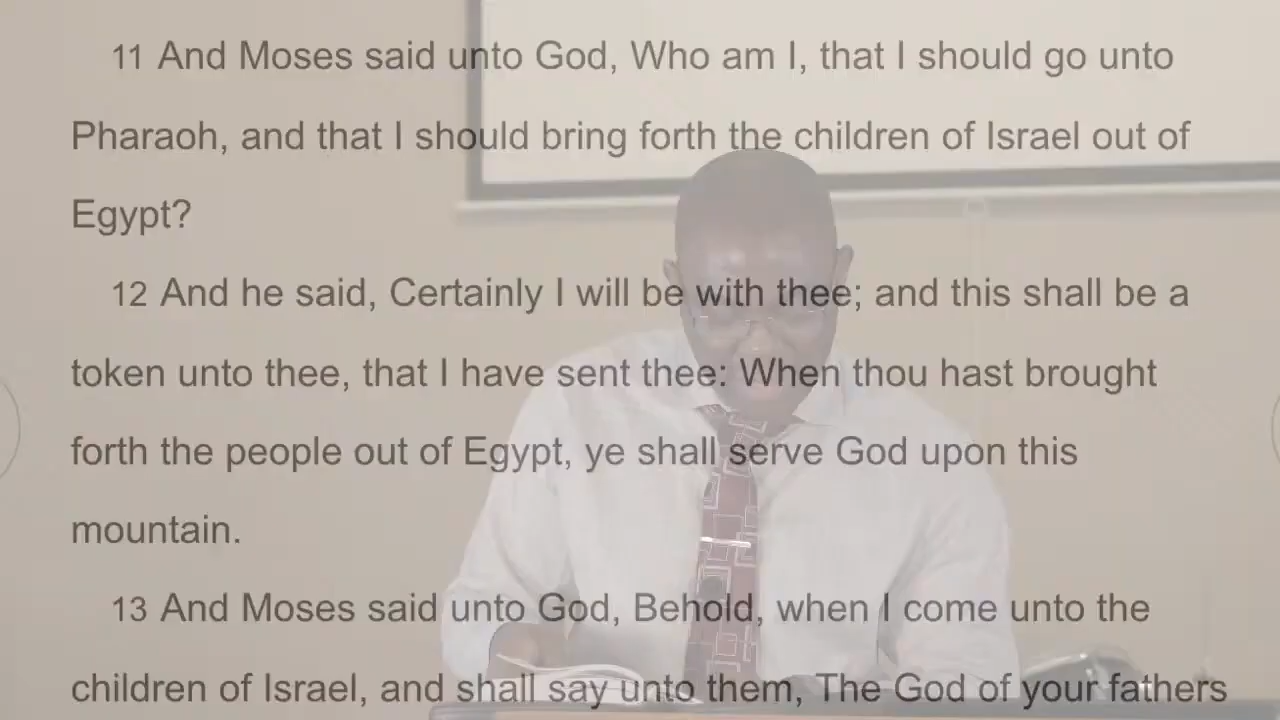 11 And Moses said unto God, Who am I, that I should go unto
Pharaoh, and that I should bring forth the children of Israel out of
Egypt?
12 And he said, Certainly I will be with thee; and this shall be a
token unto thee, that I have sent thee: When thou hast brought
forth the people out of Egypt, ye shall serve God upon this
mountain.
13 And Moses said unto God, Behold, when I come unto the
children of Israel, and shall say unto them, The God of your fathers